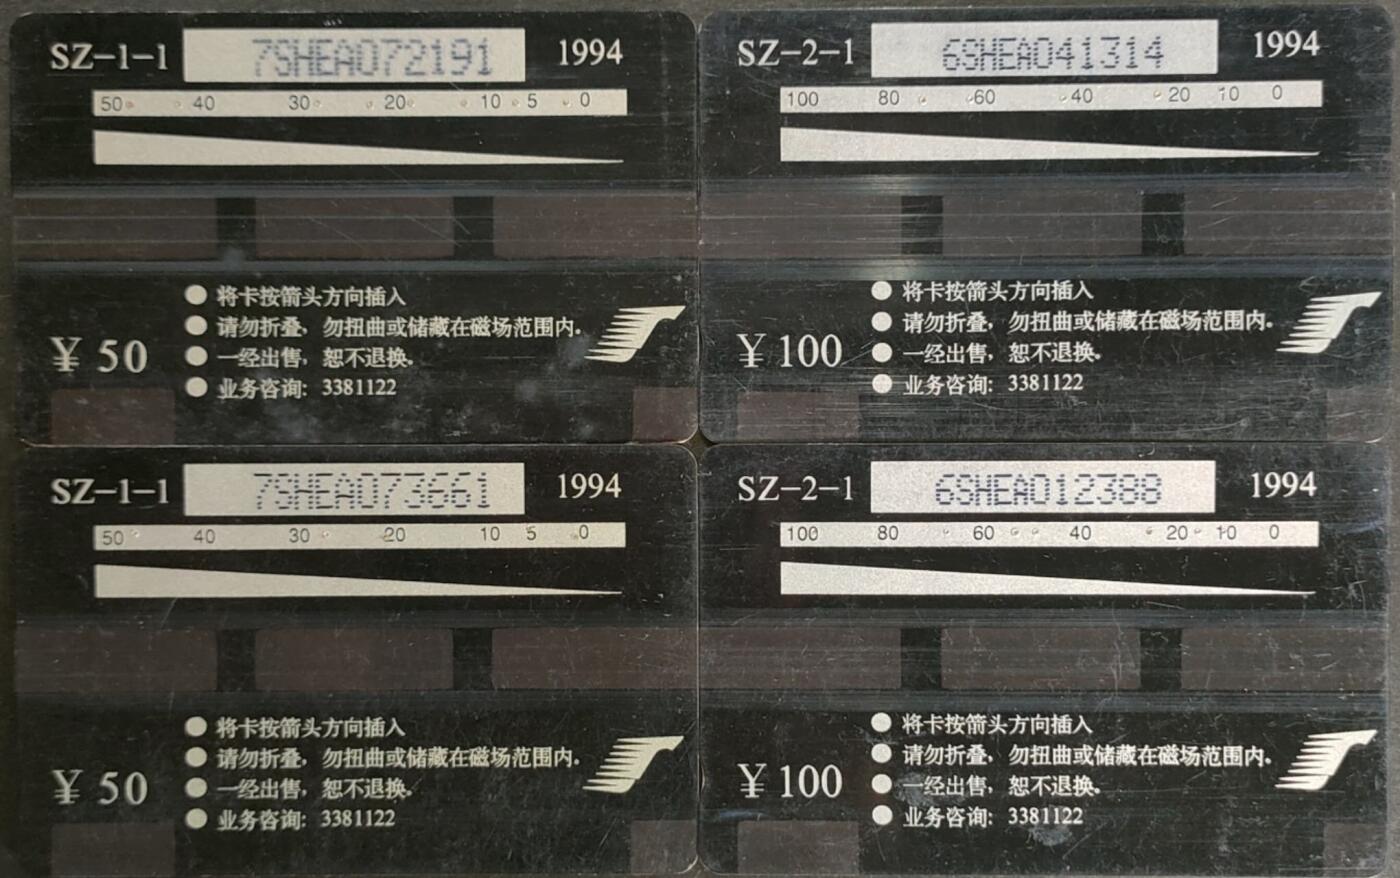 SZ-1-1 7SHEA072191 1994
50 40 30 20 10 5 0
将卡按箭头方向插入
请勿折叠，勿扭曲或储藏在磁场范围内.
¥ 50
一经出售，恕不退换.
业务咨询: 3381122
SZ-2-1 6SHEA041314 1994
100 80 60 40 20 10 0
将卡按箭头方向插入
请勿折叠，勿扭曲或储藏在磁场范围内.
¥ 100
一经出售，恕不退换.
业务咨询: 3381122
SZ-1-1 7SHEA073661 1994
50 40 30 20 10 5 0
将卡按箭头方向插入
请勿折叠，勿扭曲或储藏在磁场范围内.
¥ 50
一经出售，恕不退换.
业务咨询: 3381122
SZ-2-1 6SHEA012388 1994
100 80 60 40 20 10 0
将卡按箭头方向插入
请勿折叠，勿扭曲或储藏在磁场范围内.
¥ 100
一经出售，恕不退换.
业务咨询: 3381122